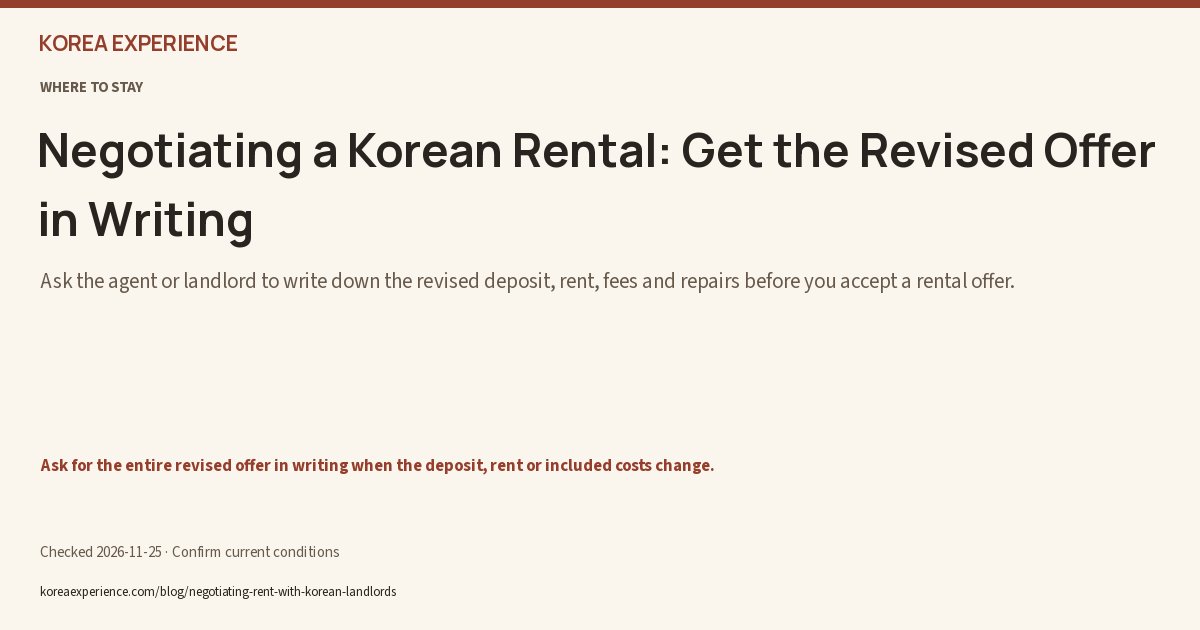 KOREA EXPERIENCE
WHERE TO STAY
Negotiating a Korean Rental: Get the Revised Offer
in Writing
Ask the agent or landlord to write down the revised deposit, rent, fees and repairs before you accept a rental offer.
Ask for the entire revised offer in writing when the deposit, rent or included costs change.
Checked 2026-11-25 · Confirm current conditions
koreaexperience.com/blog/negotiating-rent-with-korean-landlords